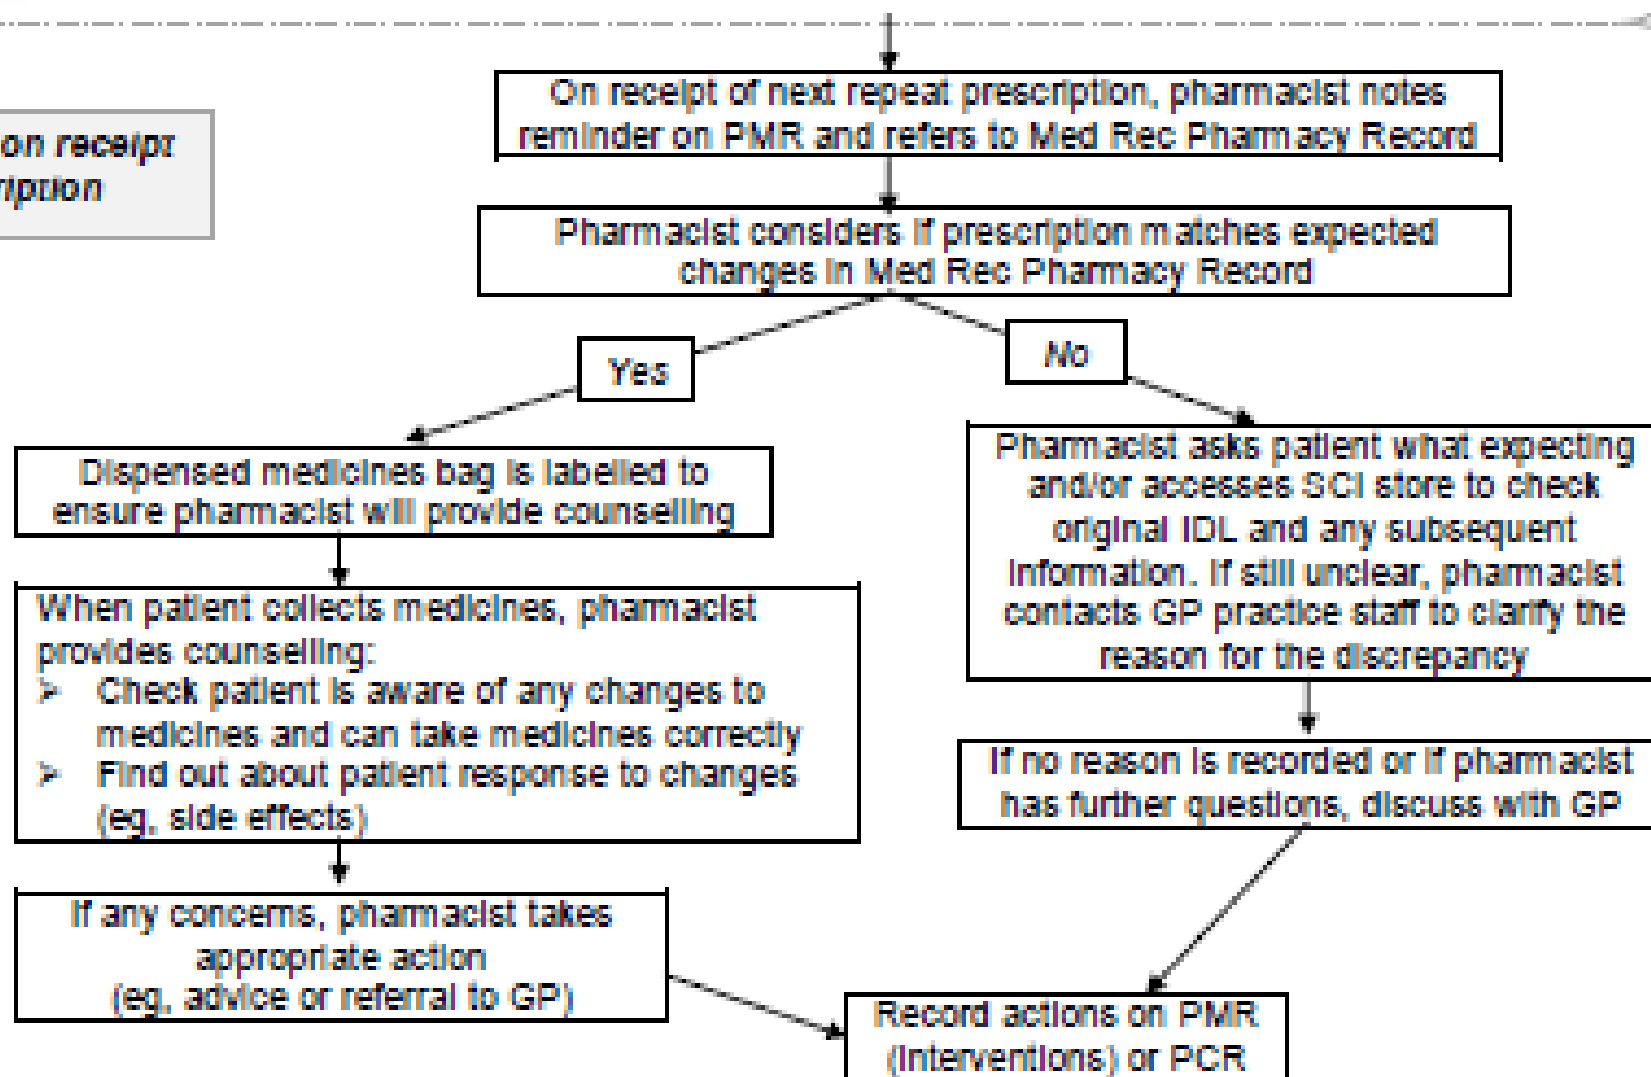 on receipt
On receipt of next repeat prescription, pharmacist notes
reminder on PMR and refers to Med Rec Pharmacy Record
Pharmacist considers if prescription matches expected
changes in Med Rec Pharmacy Record
Yes
No
Dispensed medicines bag is labelled to
ensure pharmacist will provide counselling
When patient collects medicines, pharmacist
provides counselling:
➢ Check patient is aware of any changes to
medicines and can take medicines correctly
➢ Find out about patient response to changes
(eg, side effects)
If any concerns, pharmacist takes
appropriate action
(eg, advice or referral to GP)
Pharmacist asks patient what expecting
and/or accesses SCI store to check
original IDL and any subsequent
information. If still unclear, pharmacist
contacts GP practice staff to clarify the
reason for the discrepancy
If no reason is recorded or if pharmacist
has further questions, discuss with GP
Record actions on PMR
(Interventions) or PCR